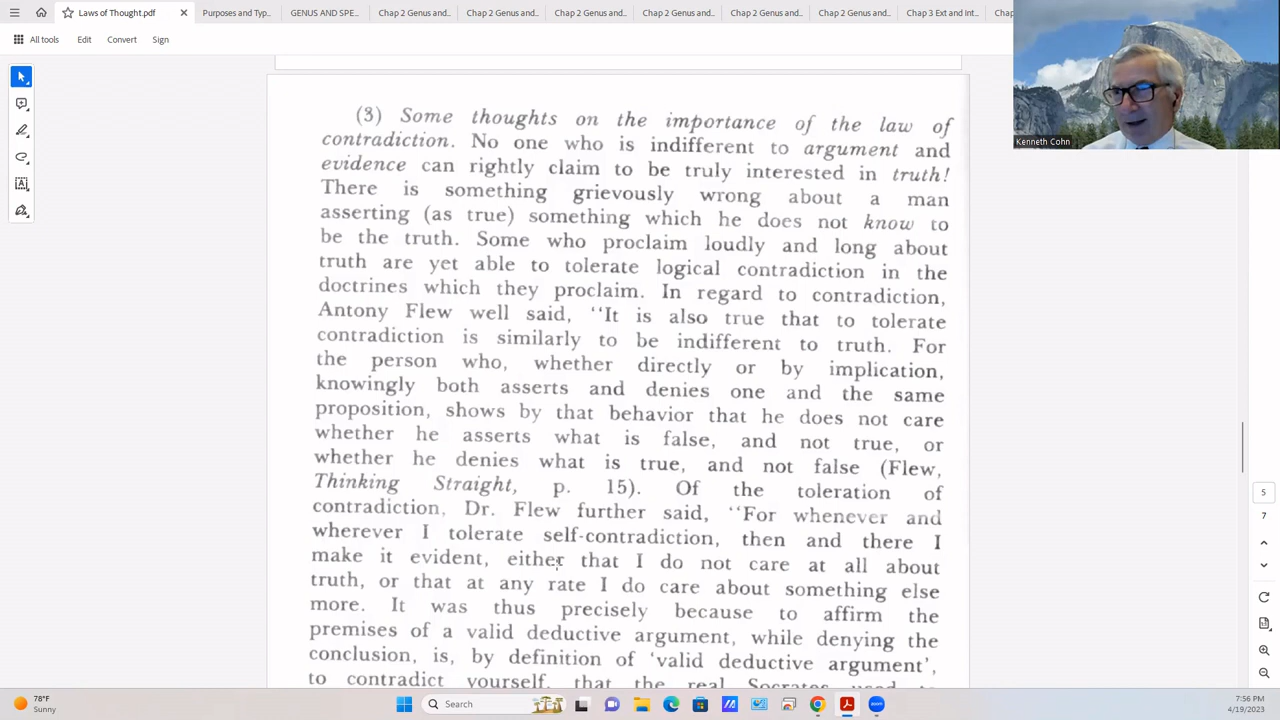 Laws of Thought.pdf
Purposes and Typ...
GENUS AND SPE...
Chap 2 Genus and...
Chap 2 Genus and...
Chap 2 Genus and...
Chap 2 Genus and...
Chap 2 Genus and...
Chap 2 Genus and...
Chap 3 Ext and Int...
All tools
Edit
Convert
Sign
Kenneth Cohn
(3) Some thoughts on the importance of the law of
contradiction. No one who is indifferent to argument and
evidence can rightly claim to be truly interested in truth!
There is something grievously wrong about a man
asserting (as true) something which he does not know to
be the truth. Some who proclaim loudly and long about
truth are yet able to tolerate logical contradiction in the
doctrines which they proclaim. In regard to contradiction,
Antony Flew well said, ‘‘It is also true that to tolerate
contradiction is similarly to be indifferent to truth. For
the person who, whether directly or by implication,
knowingly both asserts and denies one and the same
proposition, shows by that behavior that he does not care
whether he asserts what is false, and not true, or
whether he denies what is true, and not false (Flew,
Thinking Straight, p. 15). Of the toleration of
contradiction, Dr. Flew further said, ‘‘For whenever and
wherever I tolerate self-contradiction, then and there I
make it evident, either that I do not care at all about
truth, or that at any rate I do care about something else
more. It was thus precisely because to affirm the
premises of a valid deductive argument, while denying the
conclusion, is, by definition of ‘valid deductive argument’,
to contradict yourself, that the real Socrates used to
5
7
78°F
Sunny
Search
7:56 PM
4/19/2023